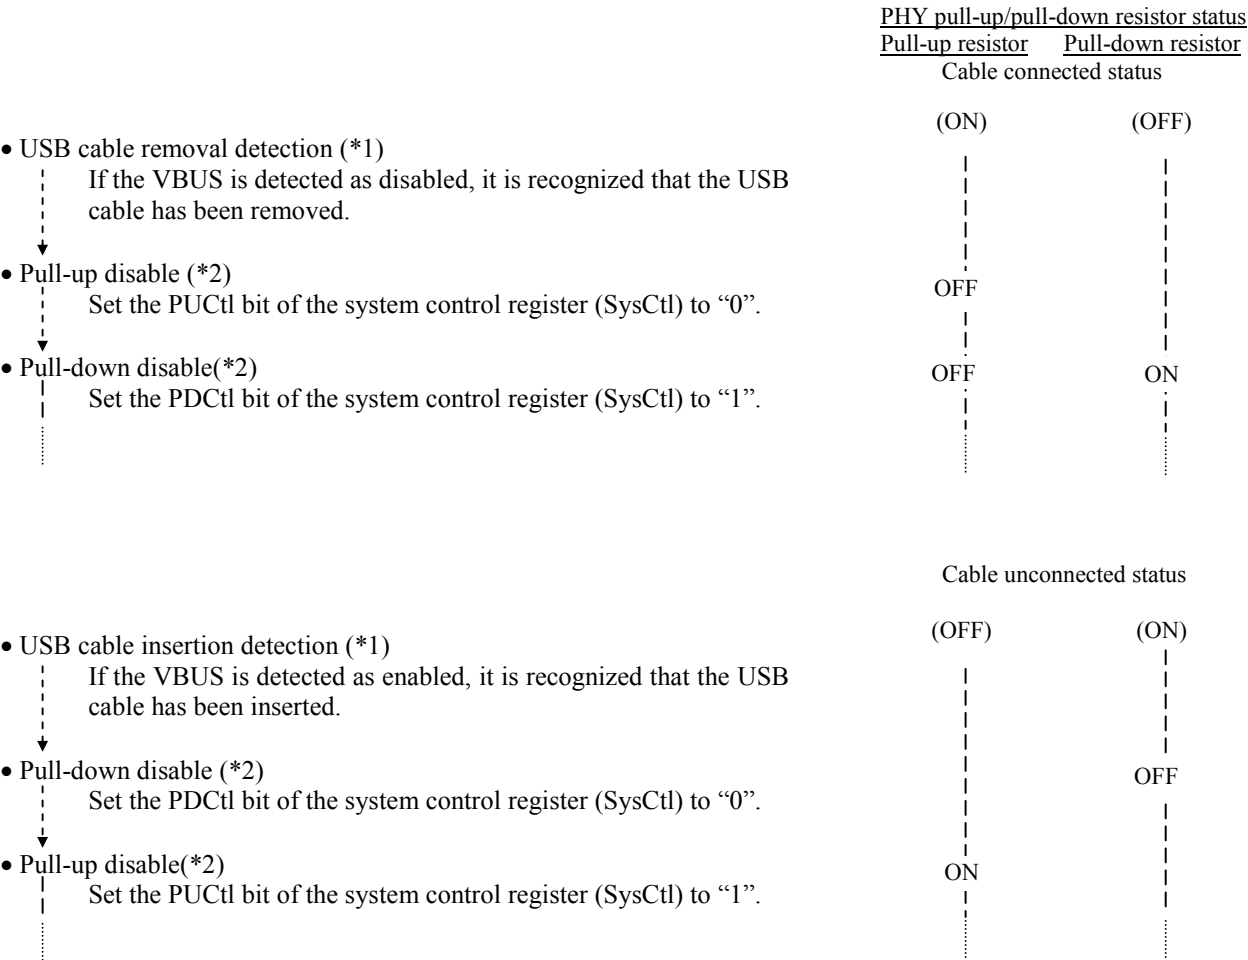 PHY pull-up/pull-down resistor status
Pull-up resistor Pull-down resistor
Cable connected status
(ON) (OFF)
• USB cable removal detection (*1)
If the VBUS is detected as disabled, it is recognized that the USB
cable has been removed.
• Pull-up disable (*2)
OFF
Set the PUCtl bit of the system control register (SysCtl) to “0”.
• Pull-down disable(*2)
OFF ON
Set the PDCtl bit of the system control register (SysCtl) to “1”.
Cable unconnected status
(OFF) (ON)
• USB cable insertion detection (*1)
If the VBUS is detected as enabled, it is recognized that the USB
cable has been inserted.
• Pull-down disable (*2)
OFF
Set the PDCtl bit of the system control register (SysCtl) to “0”.
• Pull-up disable(*2)
ON
Set the PUCtl bit of the system control register (SysCtl) to “1”.